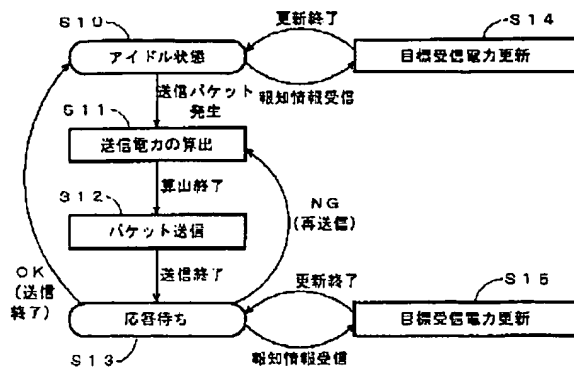 S10
更新終了
S14
アイドル状態
目標受信電力更新
送信パケット
発生
報知情報受信
S11
送信電力の算出
算出終了
NG
(再送信)
S12
パケット送信
OK
(送信
終了)
送信終了
更新終了
S15
応答待ち
目標受信電力更新
S13
報知情報受信